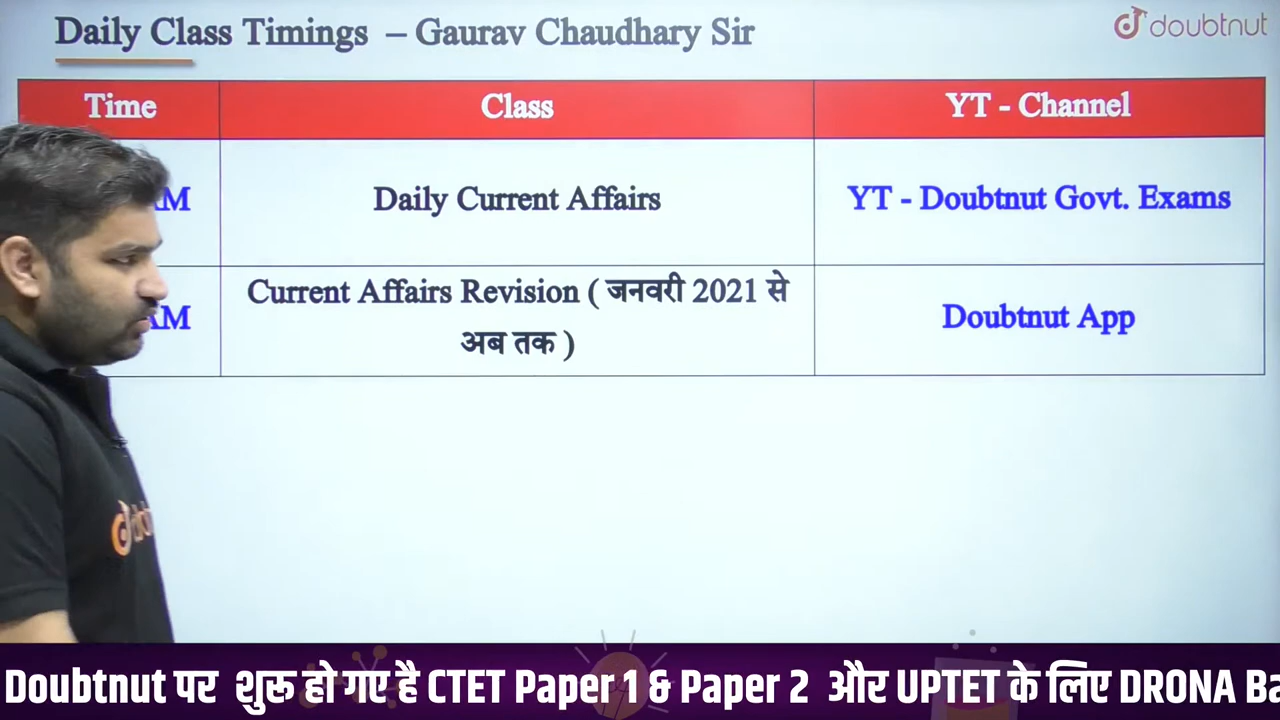 Daily Class Timings – Gaurav Chaudhary Sir
doubtnut
Time Class YT - Channel
AM Daily Current Affairs YT - Doubtnut Govt. Exams
AM Current Affairs Revision ( जनवरी 2021 से
अब तक ) Doubtnut App
Doubtnut पर शुरू हो गए है CTET Paper 1 & Paper 2 और UPTET के लिए DRONA